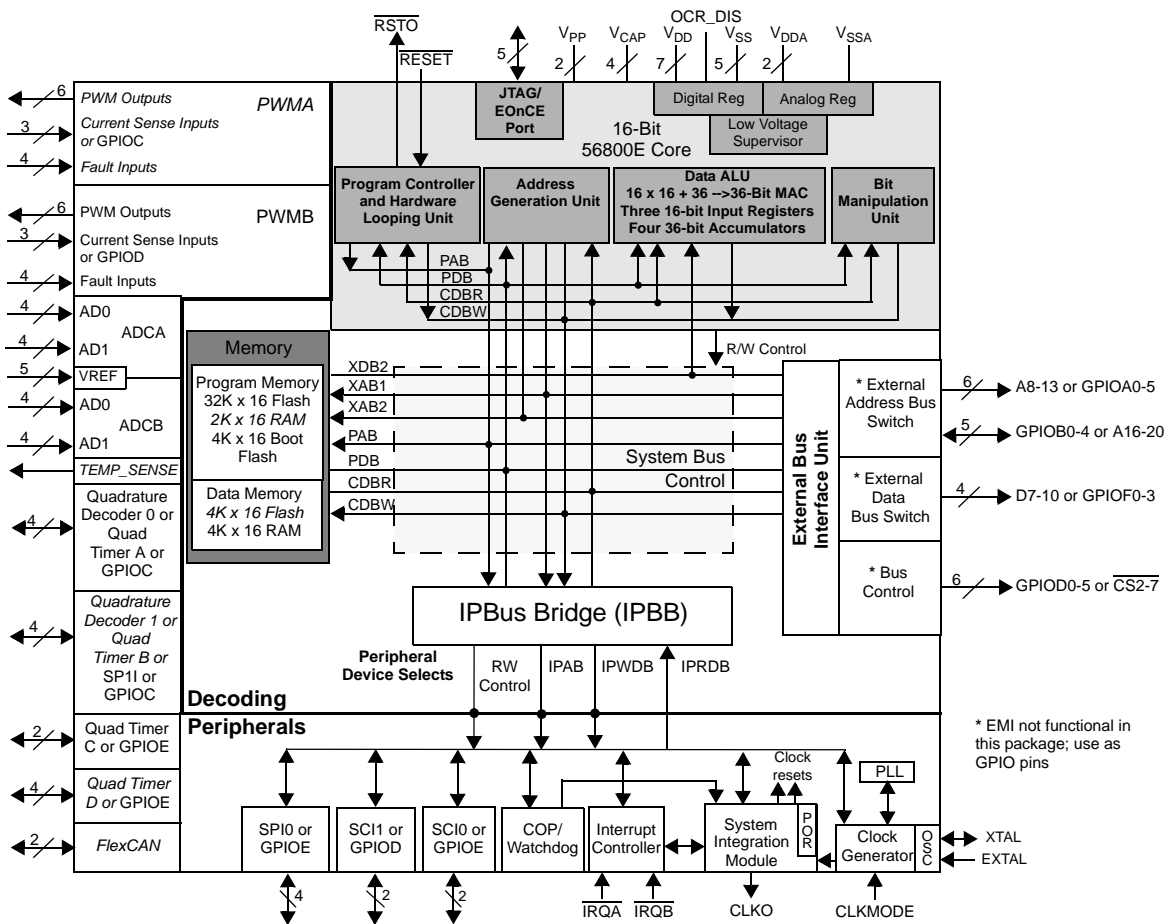 RSTO
RESET
5
VPP
2
VCAP
4
VDD
7
OCR_DIS
VSS
5
VDDA
2
VSSA
JTAG/
EOnCE
Port
Digital Reg
Analog Reg
Low Voltage
Supervisor
16-Bit
56800E Core
Program Controller
and Hardware
Looping Unit
Address
Generation Unit
Data ALU
16 x 16 + 36 -->36-Bit MAC
Three 16-bit Input Registers
Four 36-bit Accumulators
Bit
Manipulation
Unit
PAB
PDB
CDBR
CDBW
6
PWM Outputs
PWMA
3
Current Sense Inputs
or GPIOC
4
Fault Inputs
6
PWM Outputs
PWMB
3
Current Sense Inputs
or GPIOD
4
Fault Inputs
4
AD0
ADCA
4
AD1
5
VREF
4
AD0
ADCB
4
AD1
TEMP_SENSE
4
Quadrature
Decoder 0 or
Quad
Timer A or
GPIOC
4
Quadrature
Decoder 1 or
Quad
Timer B or
SP1I or
GPIOC
2
Quad Timer
C or GPIOE
4
Quad Timer
D or GPIOE
2
FlexCAN
Memory
Program Memory
32K x 16 Flash
2K x 16 RAM
4K x 16 Boot
Flash
Data Memory
4K x 16 Flash
4K x 16 RAM
XDB2
XAB1
XAB2
PAB
PDB
CDBR
CDBW
R/W Control
System Bus
Control
External Bus
Interface Unit
* External
Address Bus
Switch
* External
Data
Bus Switch
* Bus
Control
6
A8-13 or GPIOA0-5
5
GPIOB0-4 or A16-20
4
D7-10 or GPIOF0-3
6
GPIOD0-5 or CS2-7
IPBus Bridge (IPBB)
Peripheral
Device Selects
RW
Control
IPAB
IPWDB
IPRDB
Decoding
Peripherals
* EMI not functional in
this package; use as
GPIO pins
Clock
resets
PLL
SPI0 or
GPIOE
SCI1 or
GPIOD
SCI0 or
GPIOE
COP/
Watchdog
Interrupt
Controller
System
Integration
Module
POR
Clock
Generator
OSC
XTAL
EXTAL
4
2
2
IRQA
IRQB
CLKO
CLKMODE